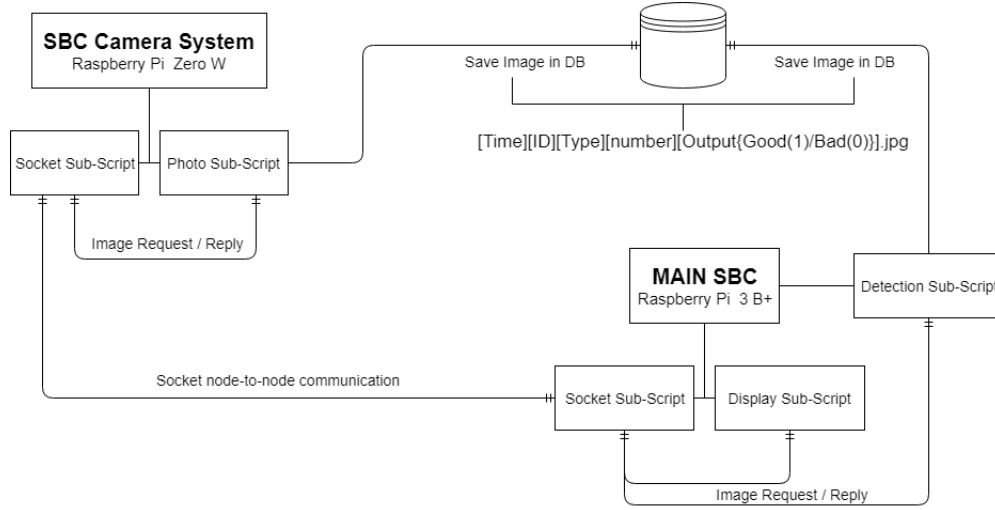 SBC Camera System
Raspberry Pi Zero W
Save Image in DB
Save Image in DB
[Time][ID][Type][number][Output{Good(1)/Bad(0)}].jpg
Socket Sub-Script
Photo Sub-Script
Image Request / Reply
MAIN SBC
Raspberry Pi 3 B+
Detection Sub-Script
Socket node-to-node communication
Socket Sub-Script
Display Sub-Script
Image Request / Reply